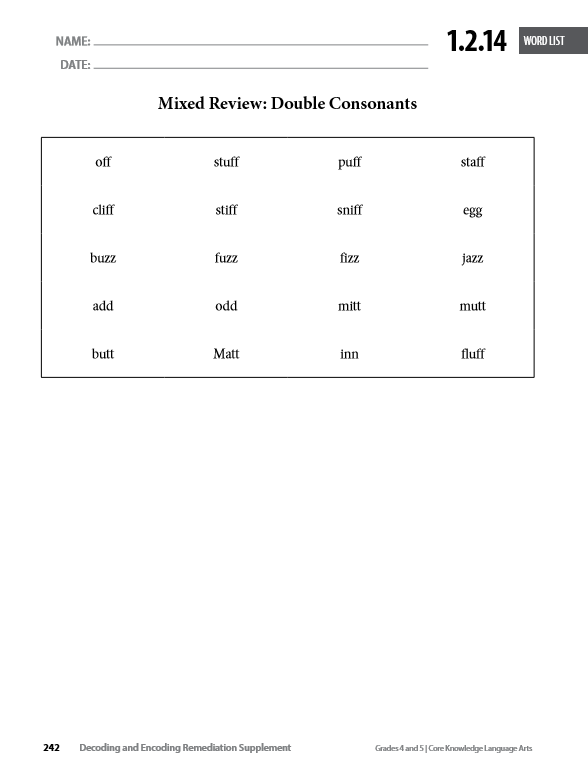 NAME:
1.2.14
WORD LIST
DATE:
Mixed Review: Double Consonants
off stuff puff staff
cliff stiff sniff egg
buzz fuzz fizz jazz
add odd mitt mutt
butt Matt inn fluff
242 Decoding and Encoding Remediation Supplement Grades 4 and 5 | Core Knowledge Language Arts